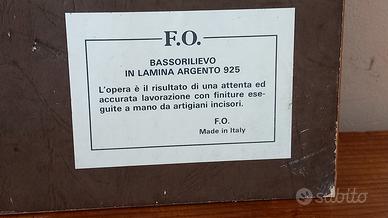 F.O.
BASSORILIEVO
IN LAMINA ARGENTO 925
L'opera è il risultato di una attenta ed
accurata lavorazione con finiture ese-
guite a mano da artigiani incisori.
F.O.
Made in Italy
subito